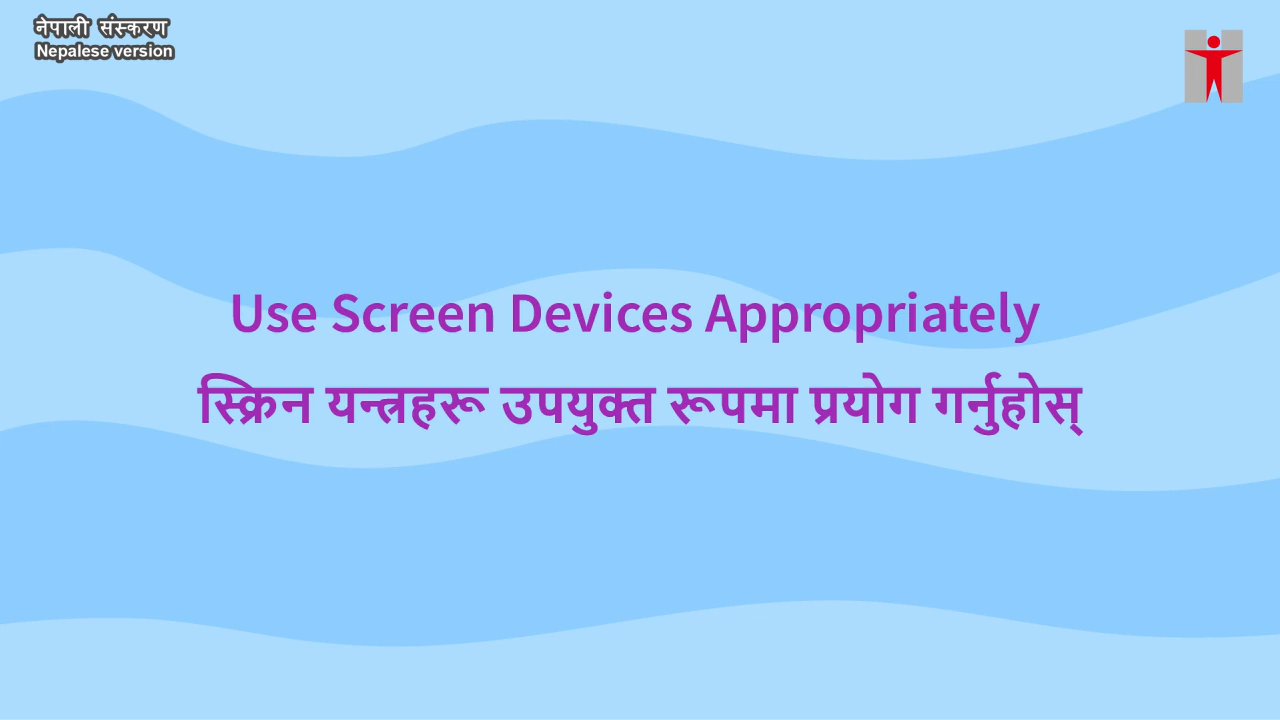 नेपाली संस्करण
Nepalese version
Use Screen Devices Appropriately
स्क्रिन यन्त्रहरू उपयुक्त रूपमा प्रयोग गर्नुहोस्